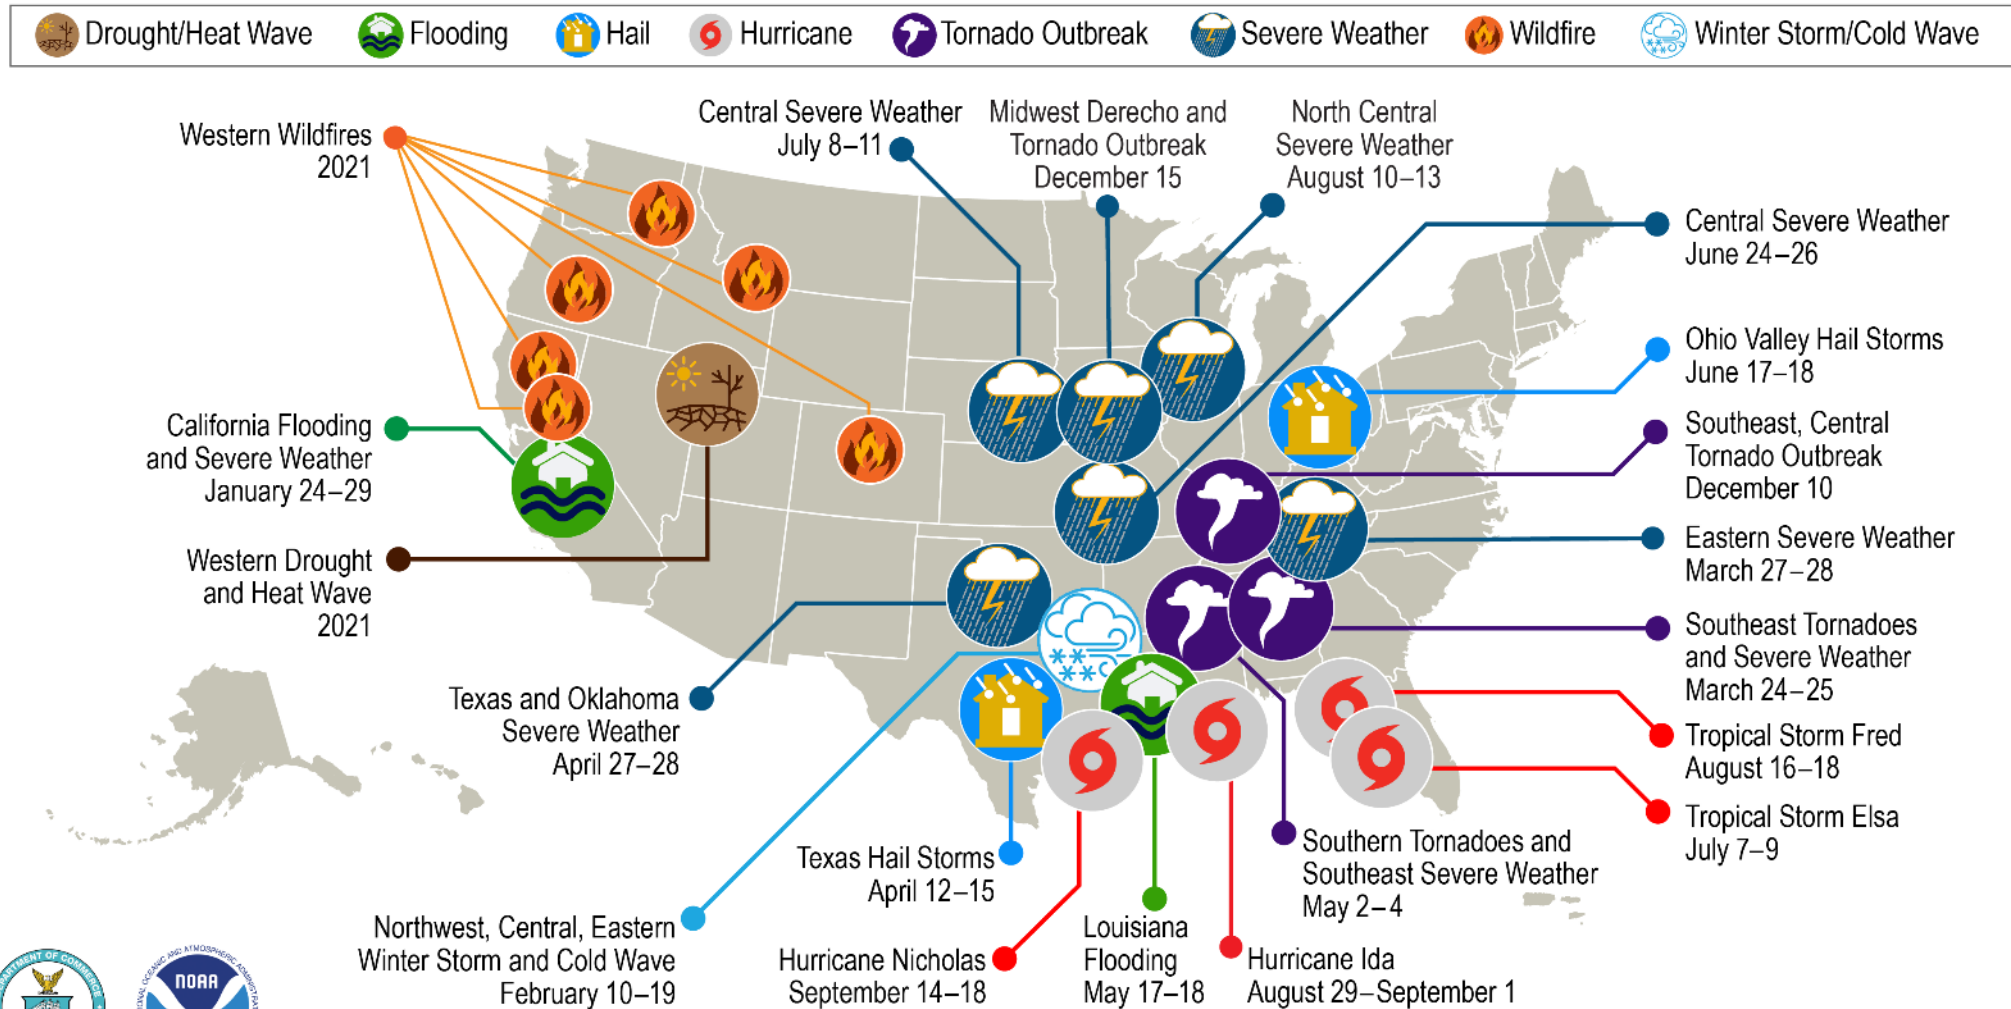 Drought/Heat Wave
Flooding
Hail
Hurricane
Tornado Outbreak
Severe Weather
Wildfire
Winter Storm/Cold Wave
Western Wildfires
2021
Central Severe Weather
July 8–11
Midwest Derecho and
Tornado Outbreak
December 15
North Central
Severe Weather
August 10–13
Central Severe Weather
June 24–26
Ohio Valley Hail Storms
June 17–18
California Flooding
and Severe Weather
January 24–29
Southeast, Central
Tornado Outbreak
December 10
Western Drought
and Heat Wave
2021
Eastern Severe Weather
March 27–28
Southeast Tornadoes
and Severe Weather
March 24–25
Texas and Oklahoma
Severe Weather
April 27–28
Tropical Storm Fred
August 16–18
Tropical Storm Elsa
July 7–9
Texas Hail Storms
April 12–15
Southern Tornadoes and
Southeast Severe Weather
May 2–4
Northwest, Central, Eastern
Winter Storm and Cold Wave
February 10–19
Hurricane Nicholas
September 14–18
Louisiana
Flooding
May 17–18
Hurricane Ida
August 29–September 1
OF COMMERCE
AND ATMOSPHERIC
NOAA